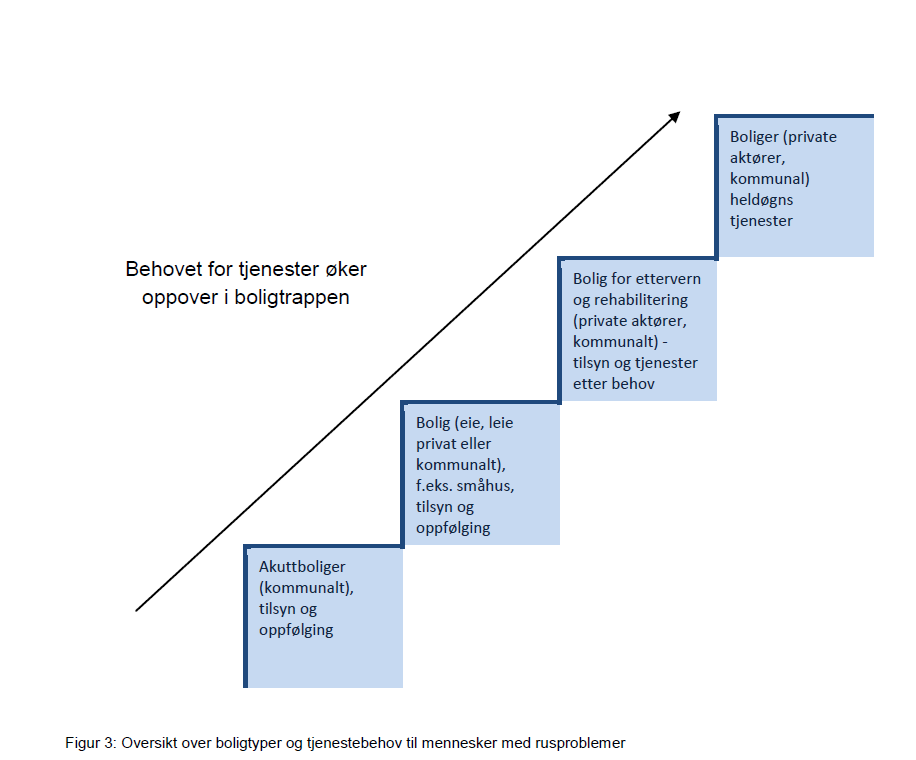 Boliger (private
aktører,
kommunal)
heldøgns
tjenester
Behovet for tjenester øker
oppover i boligtrappen
Bolig for ettervern
og rehabilitering
(private aktører,
kommunalt) -
tilsyn og tjenester
etter behov
Bolig (eie, leie
privat eller
kommunalt),
f.eks. småhus,
tilsyn og
oppfølging
Akuttboliger
(kommunalt),
tilsyn og
oppfølging
Figur 3: Oversikt over boligtyper og tjenestebehov til mennesker med rusproblemer